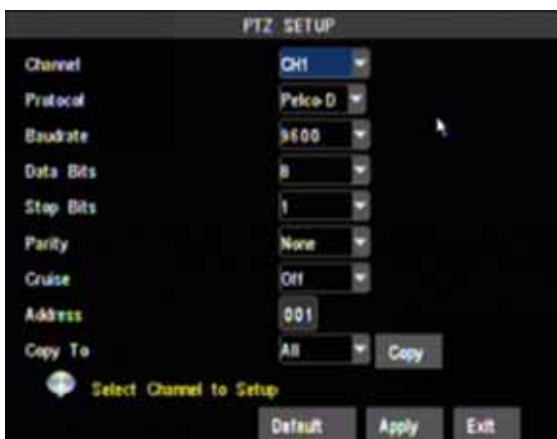 PTZ SETUP
Channel CH1
Protocol Pelco-D
Baudrate 9600
Data Bits 8
Stop Bits 1
Parity None
Cruise Off
Address 001
Copy To All Copy
Select Channel to Setup
Default Apply Exit